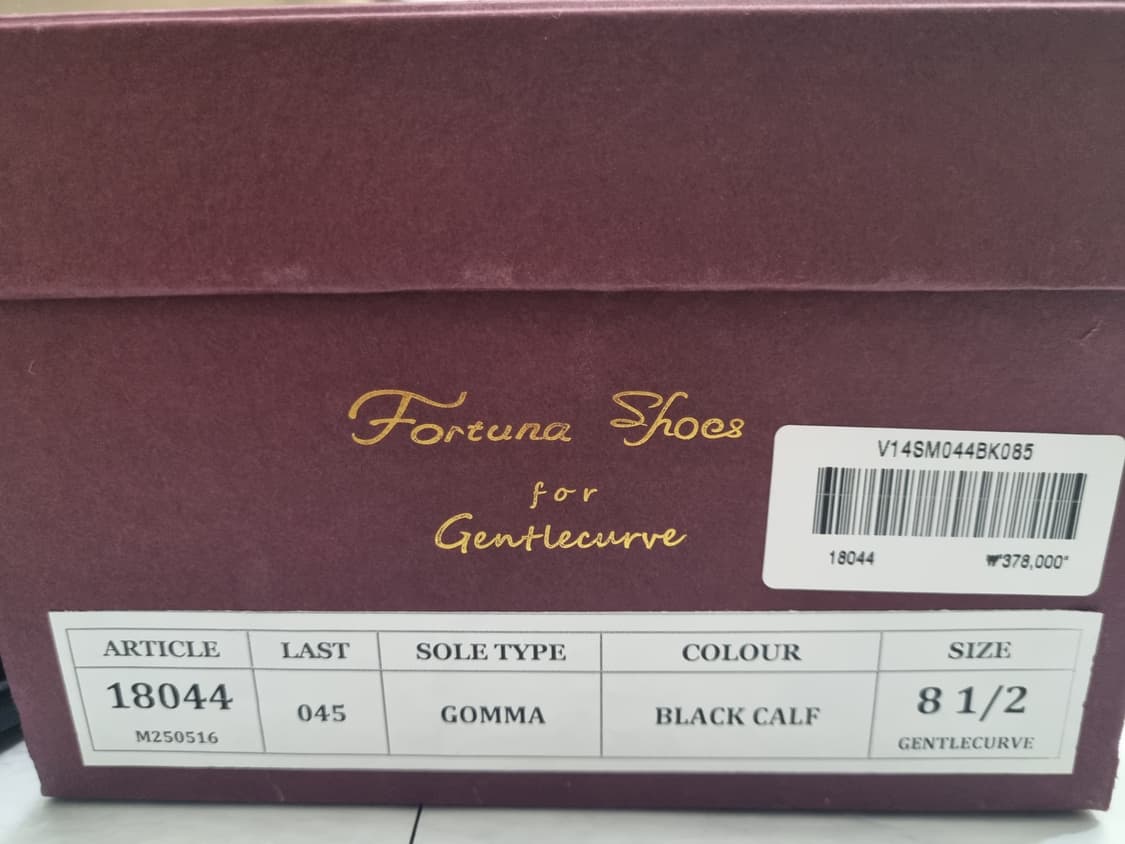 Fortuna Shoes
for
Gentlecurve
V14SM044BK085
18044 ₩"378,000"
ARTICLE LAST SOLE TYPE COLOUR SIZE
18044 045 GOMMA BLACK CALF 8 1/2
M250516 GENTLECURVE